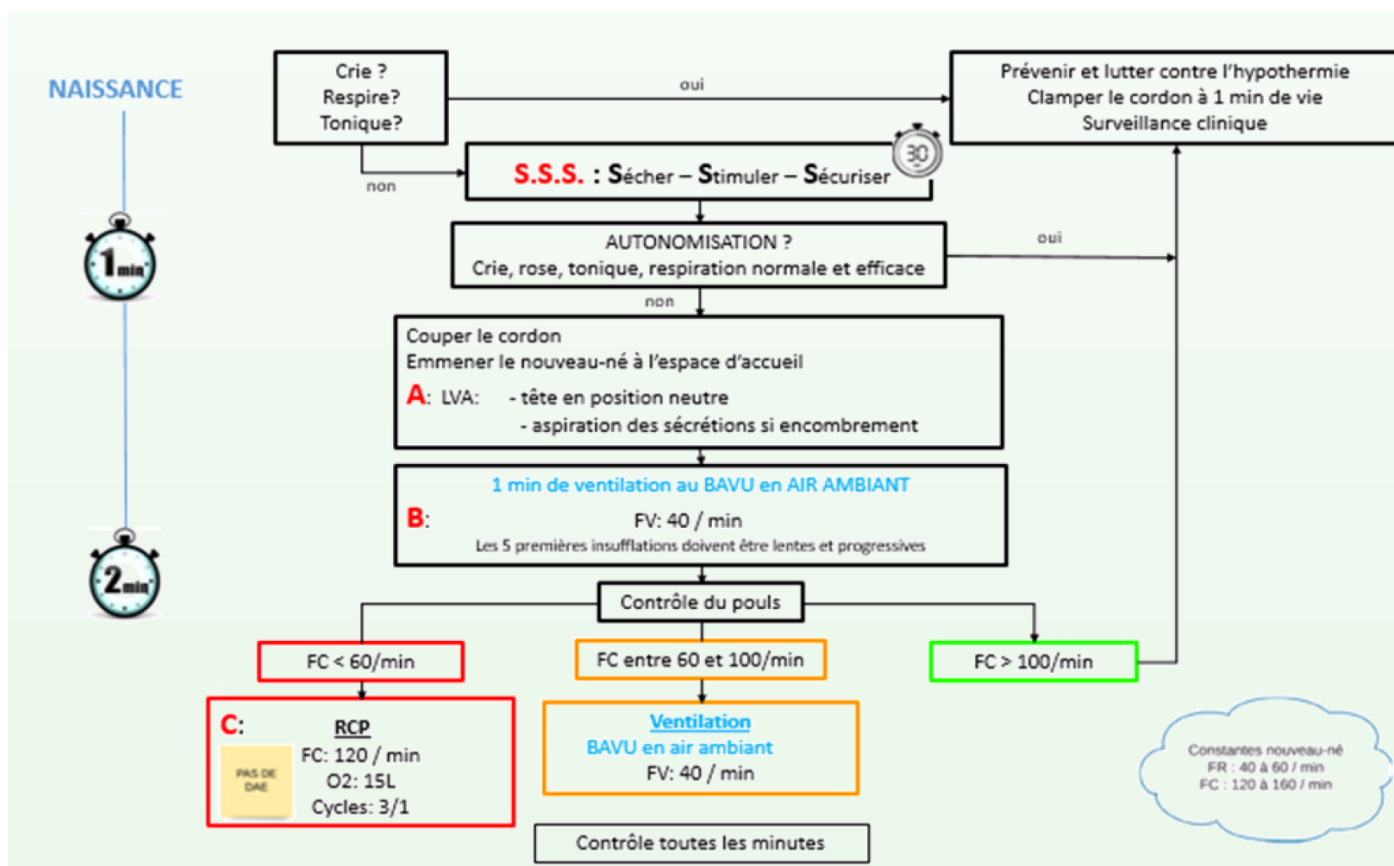 NAISSANCE
Crie ?
Respire?
Tonique?
oui
Prévenir et lutter contre l'hypothermie
Clamper le cordon à 1 min de vie
Surveillance clinique
non
S.S.S. : Sécher – Stimuler – Sécuriser
30
1 min
AUTONOMISATION ?
Crie, rose, tonique, respiration normale et efficace
oui
non
Couper le cordon
Emmener le nouveau-né à l'espace d'accueil
A: LVA: - tête en position neutre
- aspiration des sécrétions si encombrement
1 min de ventilation au BAVU en AIR AMBIANT
B: FV: 40 / min
Les 5 premières insufflations doivent être lentes et progressives
2 min
Contrôle du pouls
FC < 60/min
FC entre 60 et 100/min
FC > 100/min
C: RCP
FC: 120 / min
O2: 15L
Cycles: 3/1
PAS DE
DAE
Ventilation
BAVU en air ambiant
FV: 40 / min
Constantes nouveau-né
FR : 40 à 60 / min
FC : 120 à 160 / min
Contrôle toutes les minutes